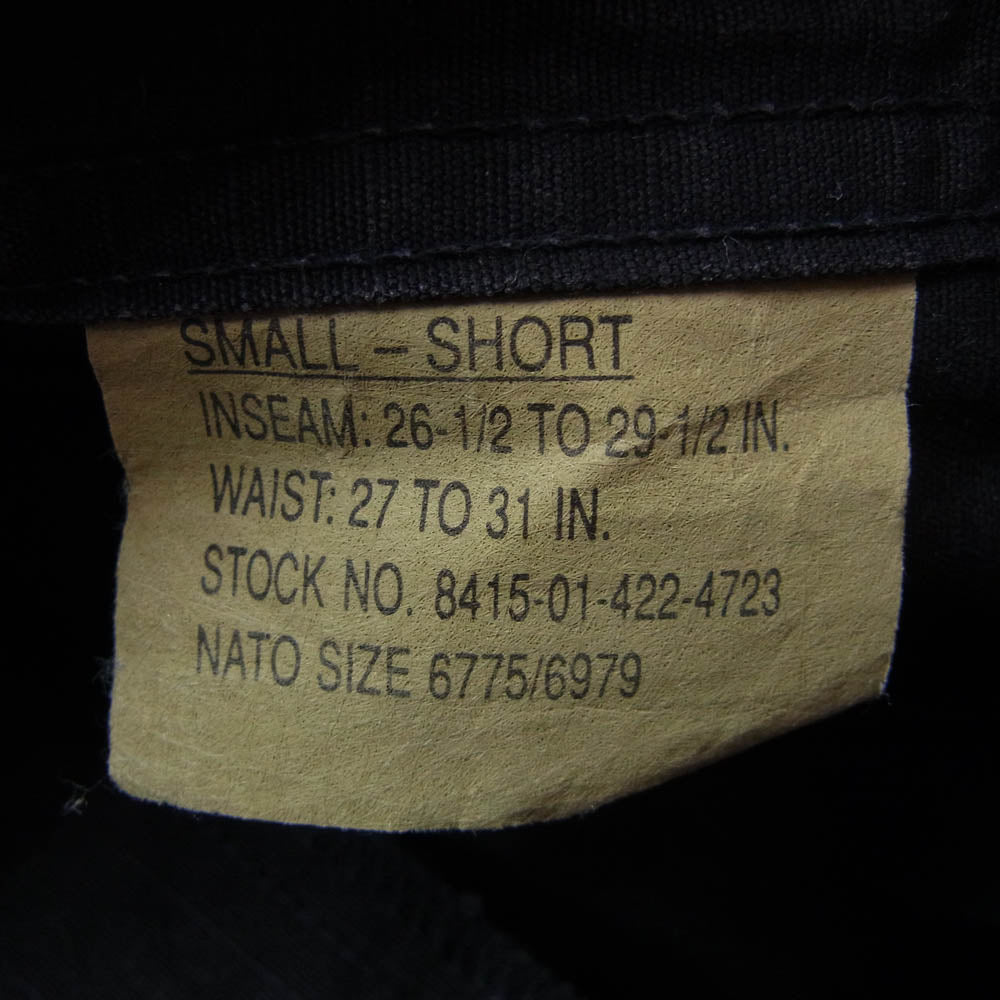 SMALL – SHORT
INSEAM: 26-1/2 TO 29-1/2 IN.
WAIST: 27 TO 31 IN.
STOCK NO. 8415-01-422-4723
NATO SIZE 6775/6979